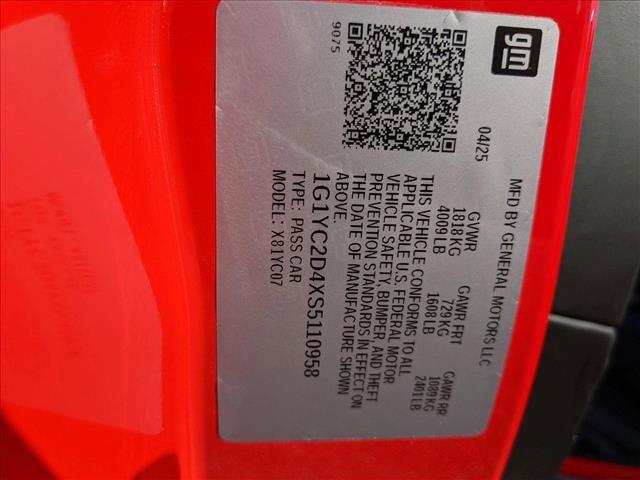 gm
04/25
9075
MFD BY GENERAL MOTORS LLC
GVWR GAWR FRT GAWR RR
1818 KG 729 KG 1089 KG
4009 LB 1608 LB 2401 LB
THIS VEHICLE CONFORMS TO ALL
APPLICABLE U.S. FEDERAL MOTOR
VEHICLE SAFETY, BUMPER, AND THEFT
PREVENTION STANDARDS IN EFFECT ON
THE DATE OF MANUFACTURE SHOWN
ABOVE.
1G1YC2D4XS5110958
TYPE: PASS CAR
MODEL: X81YC07